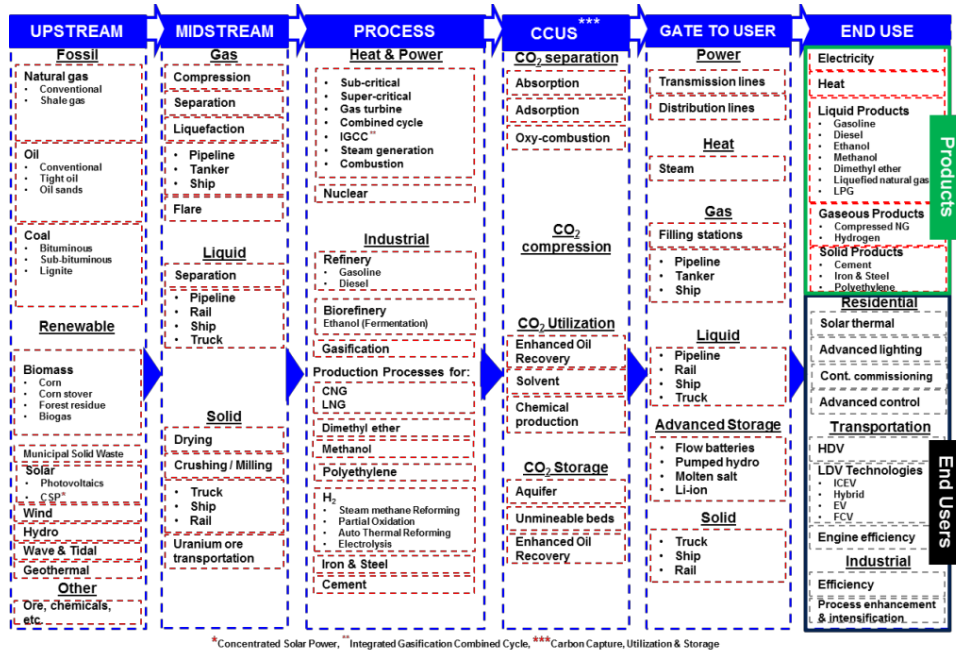 UPSTREAM
Fossil
Natural gas
• Conventional
• Shale gas
Oil
• Conventional
• Tight oil
• Oil sands
Coal
• Bituminous
• Sub-bituminous
• Lignite
Renewable
Biomass
• Corn
• Corn stover
• Forest residue
• Biogas
Municipal Solid Waste
Solar
• Photovoltaics
• CSP*
Wind
Hydro
Wave & Tidal
Geothermal
Other
Ore, chemicals,
etc.
MIDSTREAM
Gas
Compression
Separation
Liquefaction
• Pipeline
• Tanker
• Ship
Flare
Liquid
Separation
• Pipeline
• Rail
• Ship
• Truck
Solid
Drying
Crushing / Milling
• Truck
• Ship
• Rail
Uranium ore
transportation
PROCESS
Heat & Power
• Sub-critical
• Super-critical
• Gas turbine
• Combined cycle
• IGCC**
• Steam generation
• Combustion
Nuclear
Industrial
Refinery
• Gasoline
• Diesel
Biorefinery
Ethanol (Fermentation)
Gasification
Production Processes for:
CNG
LNG
Dimethyl ether
Methanol
Polyethylene
H2
• Steam methane Reforming
• Partial Oxidation
• Auto Thermal Reforming
• Electrolysis
Iron & Steel
Cement
CCUS***
CO2 separation
Absorption
Adsorption
Oxy-combustion
CO2
compression
CO2 Utilization
Enhanced Oil
Recovery
Solvent
Chemical
production
CO2 Storage
Aquifer
Unmineable beds
Enhanced Oil
Recovery
GATE TO USER
Power
Transmission lines
Distribution lines
Heat
Steam
Gas
Filling stations
• Pipeline
• Tanker
• Ship
Liquid
• Pipeline
• Rail
• Ship
• Truck
Advanced Storage
• Flow batteries
• Pumped hydro
• Molten salt
• Li-ion
Solid
• Truck
• Ship
• Rail
END USE
Electricity
Heat
Liquid Products
• Gasoline
• Diesel
• Ethanol
• Methanol
• Dimethyl ether
• Liquefied natural gas
• LPG
Gaseous Products
• Compressed NG
• Hydrogen
Solid Products
• Cement
• Iron & Steel
• Polyethylene
Products
Residential
Solar thermal
Advanced lighting
Cont. commissioning
Advanced control
Transportation
HDV
LDV Technologies
• ICEV
• Hybrid
• EV
• FCV
Engine efficiency
Industrial
Efficiency
Process enhancement
& intensification
End Users
*Concentrated Solar Power, **Integrated Gasification Combined Cycle, ***Carbon Capture, Utilization & Storage